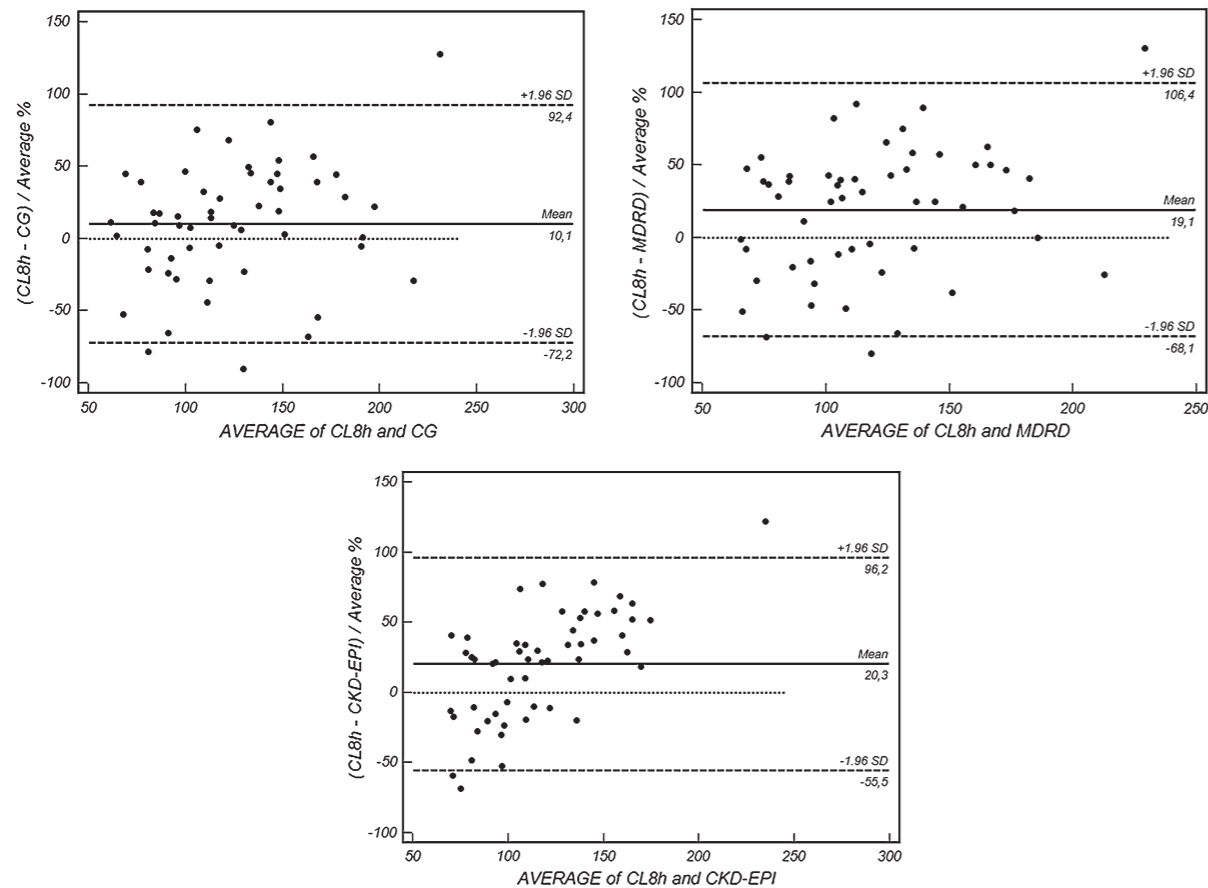 150
100
50
0
-50
-100
(CL8h - CG) / Average %
+1.96 SD
92,4
Mean
10,1
-1.96 SD
-72,2
50 100 150 200 250 300
AVERAGE of CL8h and CG
150
100
50
0
-50
-100
(CL8h - MDRD) / Average %
+1.96 SD
106,4
Mean
19,1
-1.96 SD
-68,1
50 100 150 200 250
AVERAGE of CL8h and MDRD
150
100
50
0
-50
-100
(CL8h - CKD-EPI) / Average %
+1.96 SD
96,2
Mean
20,3
-1.96 SD
-55,5
50 100 150 200 250 300
AVERAGE of CL8h and CKD-EPI